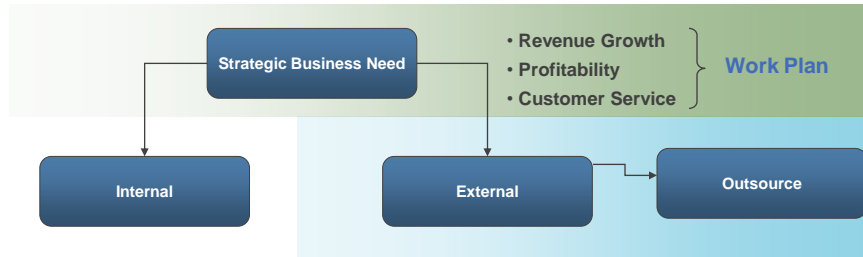 Strategic Business Need
• Revenue Growth
• Profitability
• Customer Service
Work Plan
Internal
External
Outsource